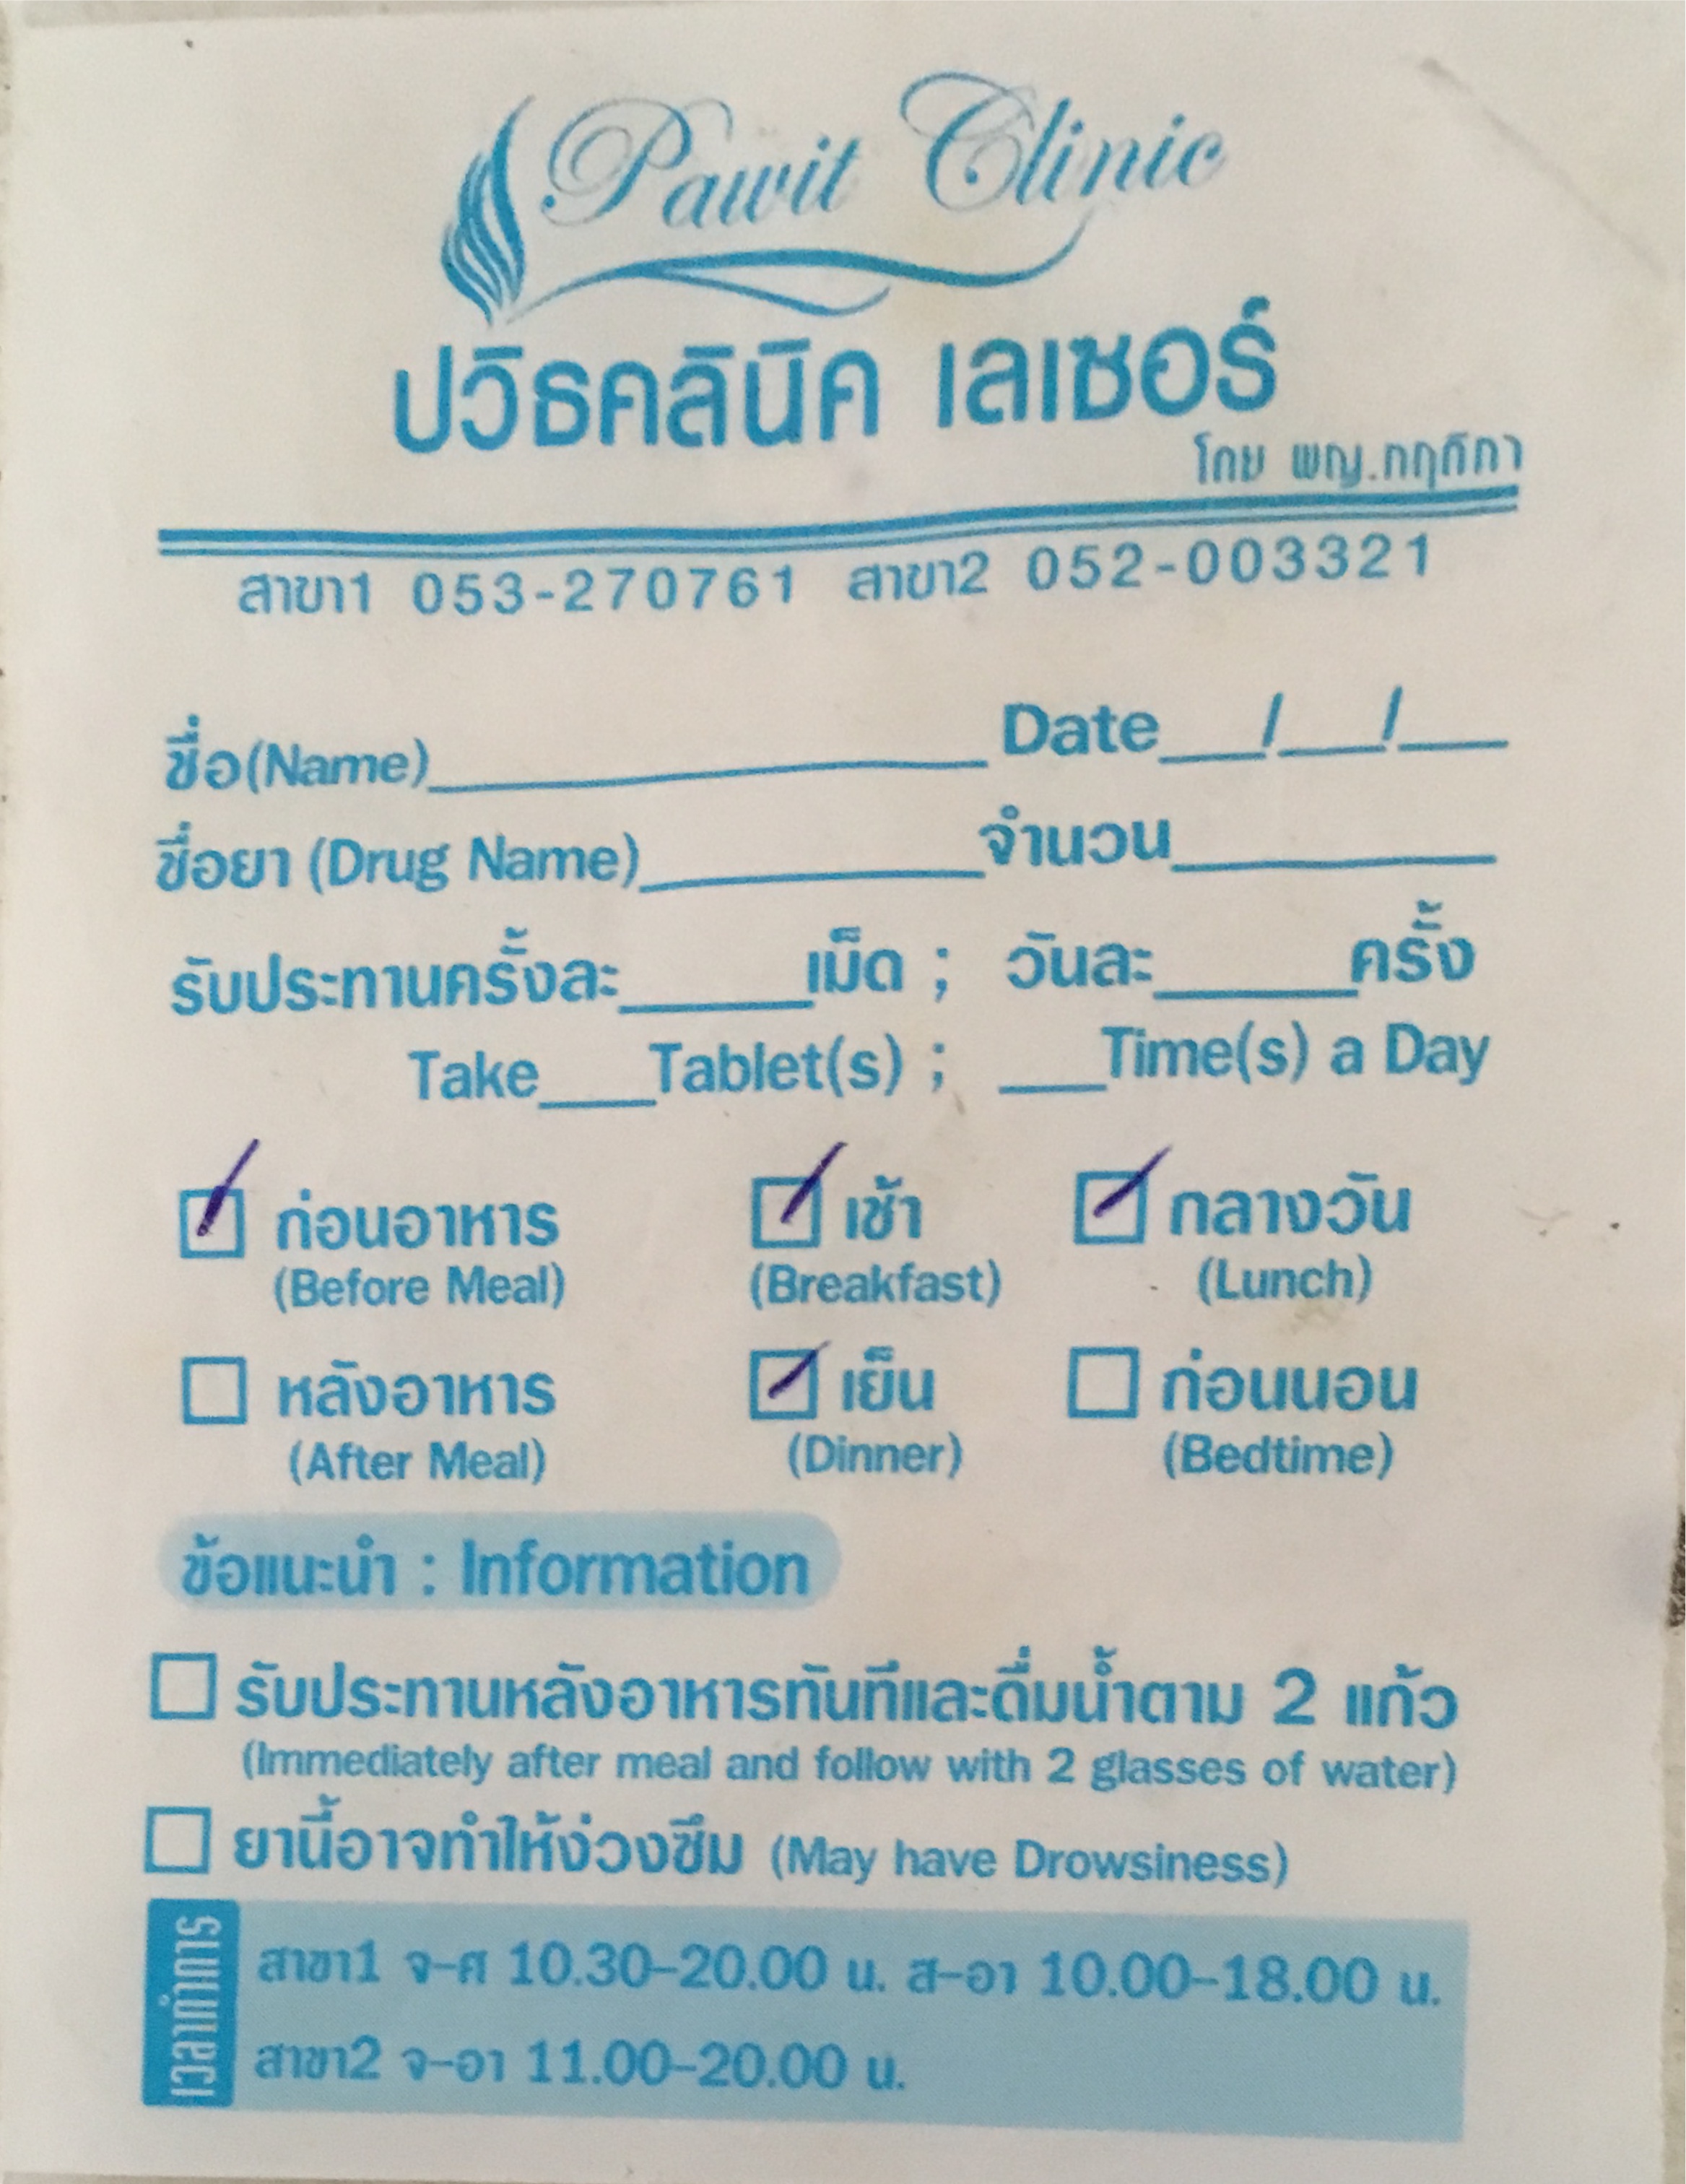 Pawit Clinic
ปวิธคลินิค เลเซอร์
โดย พญ.กฤติกา
สาขา1 053-270761 สาขา2 052-003321
ชื่อ(Name)____________________ Date___/___/___
ชื่อยา (Drug Name)____________จำนวน__________
รับประทานครั้งละ______เม็ด ; วันละ______ครั้ง
Take___Tablet(s) ; ___Time(s) a Day
ก่อนอาหาร เช้า กลางวัน
(Before Meal) (Breakfast) (Lunch)
หลังอาหาร เย็น ก่อนนอน
(After Meal) (Dinner) (Bedtime)
ข้อแนะนำ : Information
รับประทานหลังอาหารทันทีและดื่มน้ำตาม 2 แก้ว
(Immediately after meal and follow with 2 glasses of water)
ยานี้อาจทำให้ง่วงซึม (May have Drowsiness)
เวลาทำการ
สาขา1 จ-ศ 10.30-20.00 น. ส-อา 10.00-18.00 น.
สาขา2 จ-อา 11.00-20.00 น.